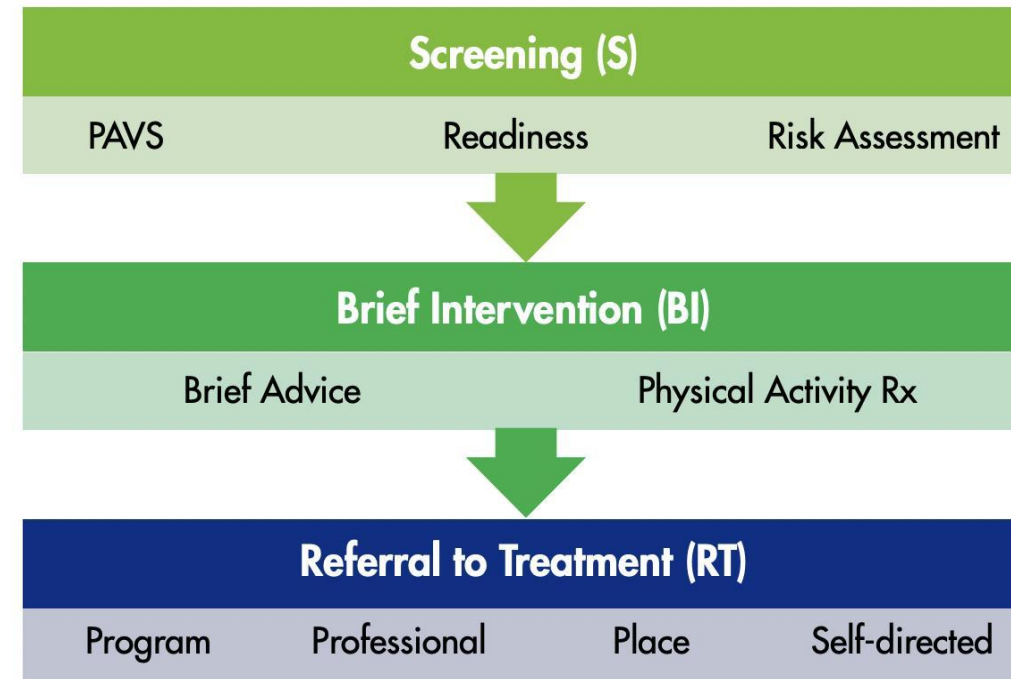 Screening (S)
PAVS Readiness Risk Assessment
Brief Intervention (BI)
Brief Advice Physical Activity Rx
Referral to Treatment (RT)
Program Professional Place Self-directed